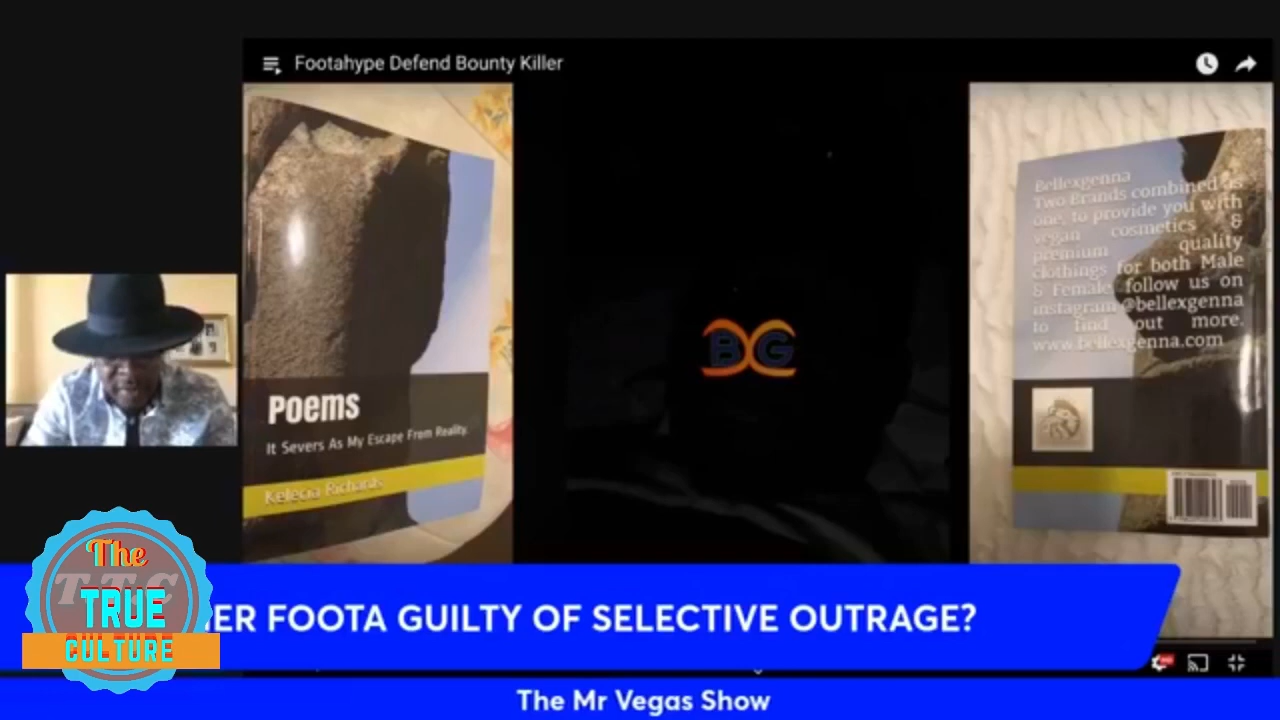 Footahype Defend Bounty Killer
Poems
It Severs As My Escape From Reality.
Kelecia Richards
BG
Bellexgenna
Two Brands combined as
one, to provide you with
vegan cosmetics &
premium quality
clothings for both Male
& Female, follow us on
instagram @bellexgenna
to find out more.
www.bellexgenna.com
The
T.T.C
TRUE
CULTURE
ER FOOTA GUILTY OF SELECTIVE OUTRAGE?
The Mr Vegas Show